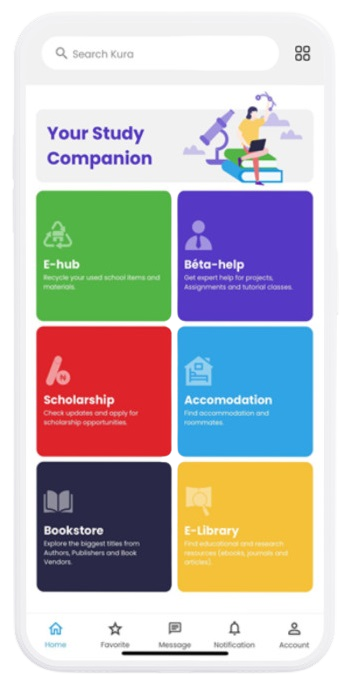 Search Kura
Your Study
Companion
E-hub
Recycle your used school items and
materials.
Béta-help
Get expert help for projects,
Assignments and tutorial classes.
N
Scholarship
Check updates and apply for
scholarship opportunities.
Accomodation
Find accommodation and
roommates.
Bookstore
Explore the biggest titles from
Authors, Publishers and Book
Vendors.
E-Library
Find educational and research
resources (ebooks, journals and
articles).
Home
Favorite
Message
Notification
Account